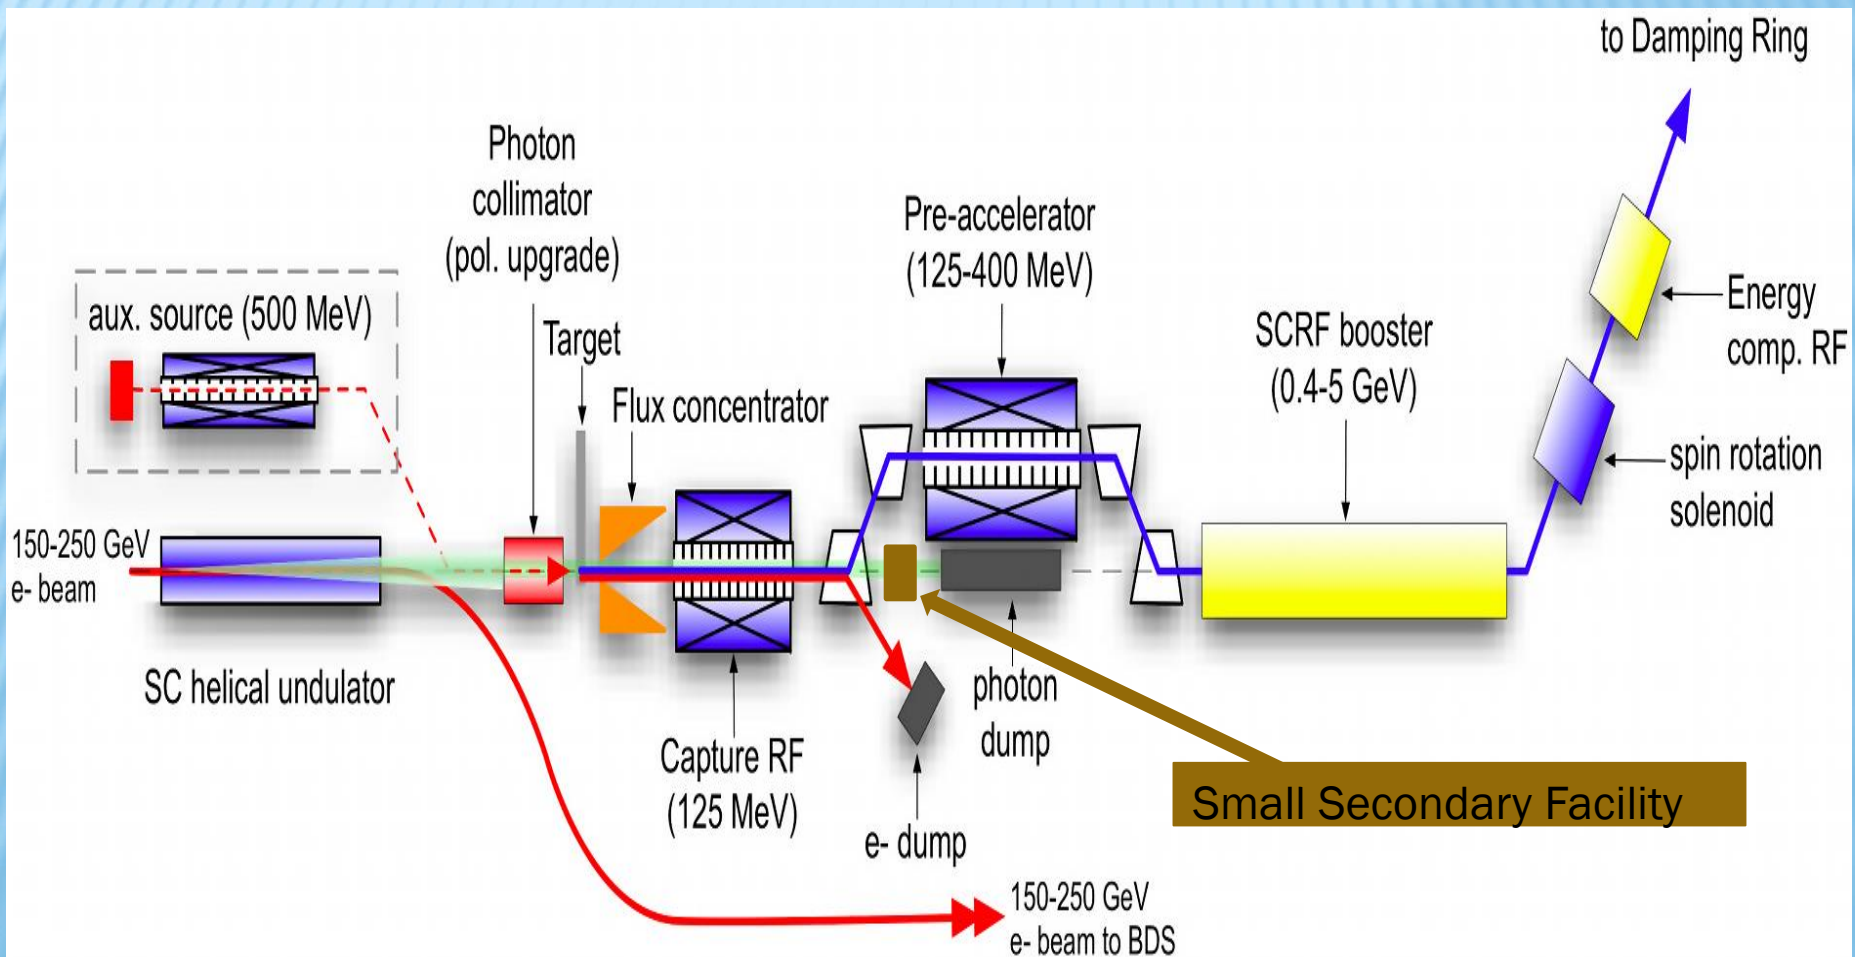 to Damping Ring
Photon
collimator
(pol. upgrade)
Pre-accelerator
(125-400 MeV)
aux. source (500 MeV)
Target
Flux concentrator
SCRF booster
(0.4-5 GeV)
Energy
comp. RF
spin rotation
solenoid
150-250 GeV
e- beam
SC helical undulator
Capture RF
(125 MeV)
photon
dump
e- dump
Small Secondary Facility
150-250 GeV
e- beam to BDS